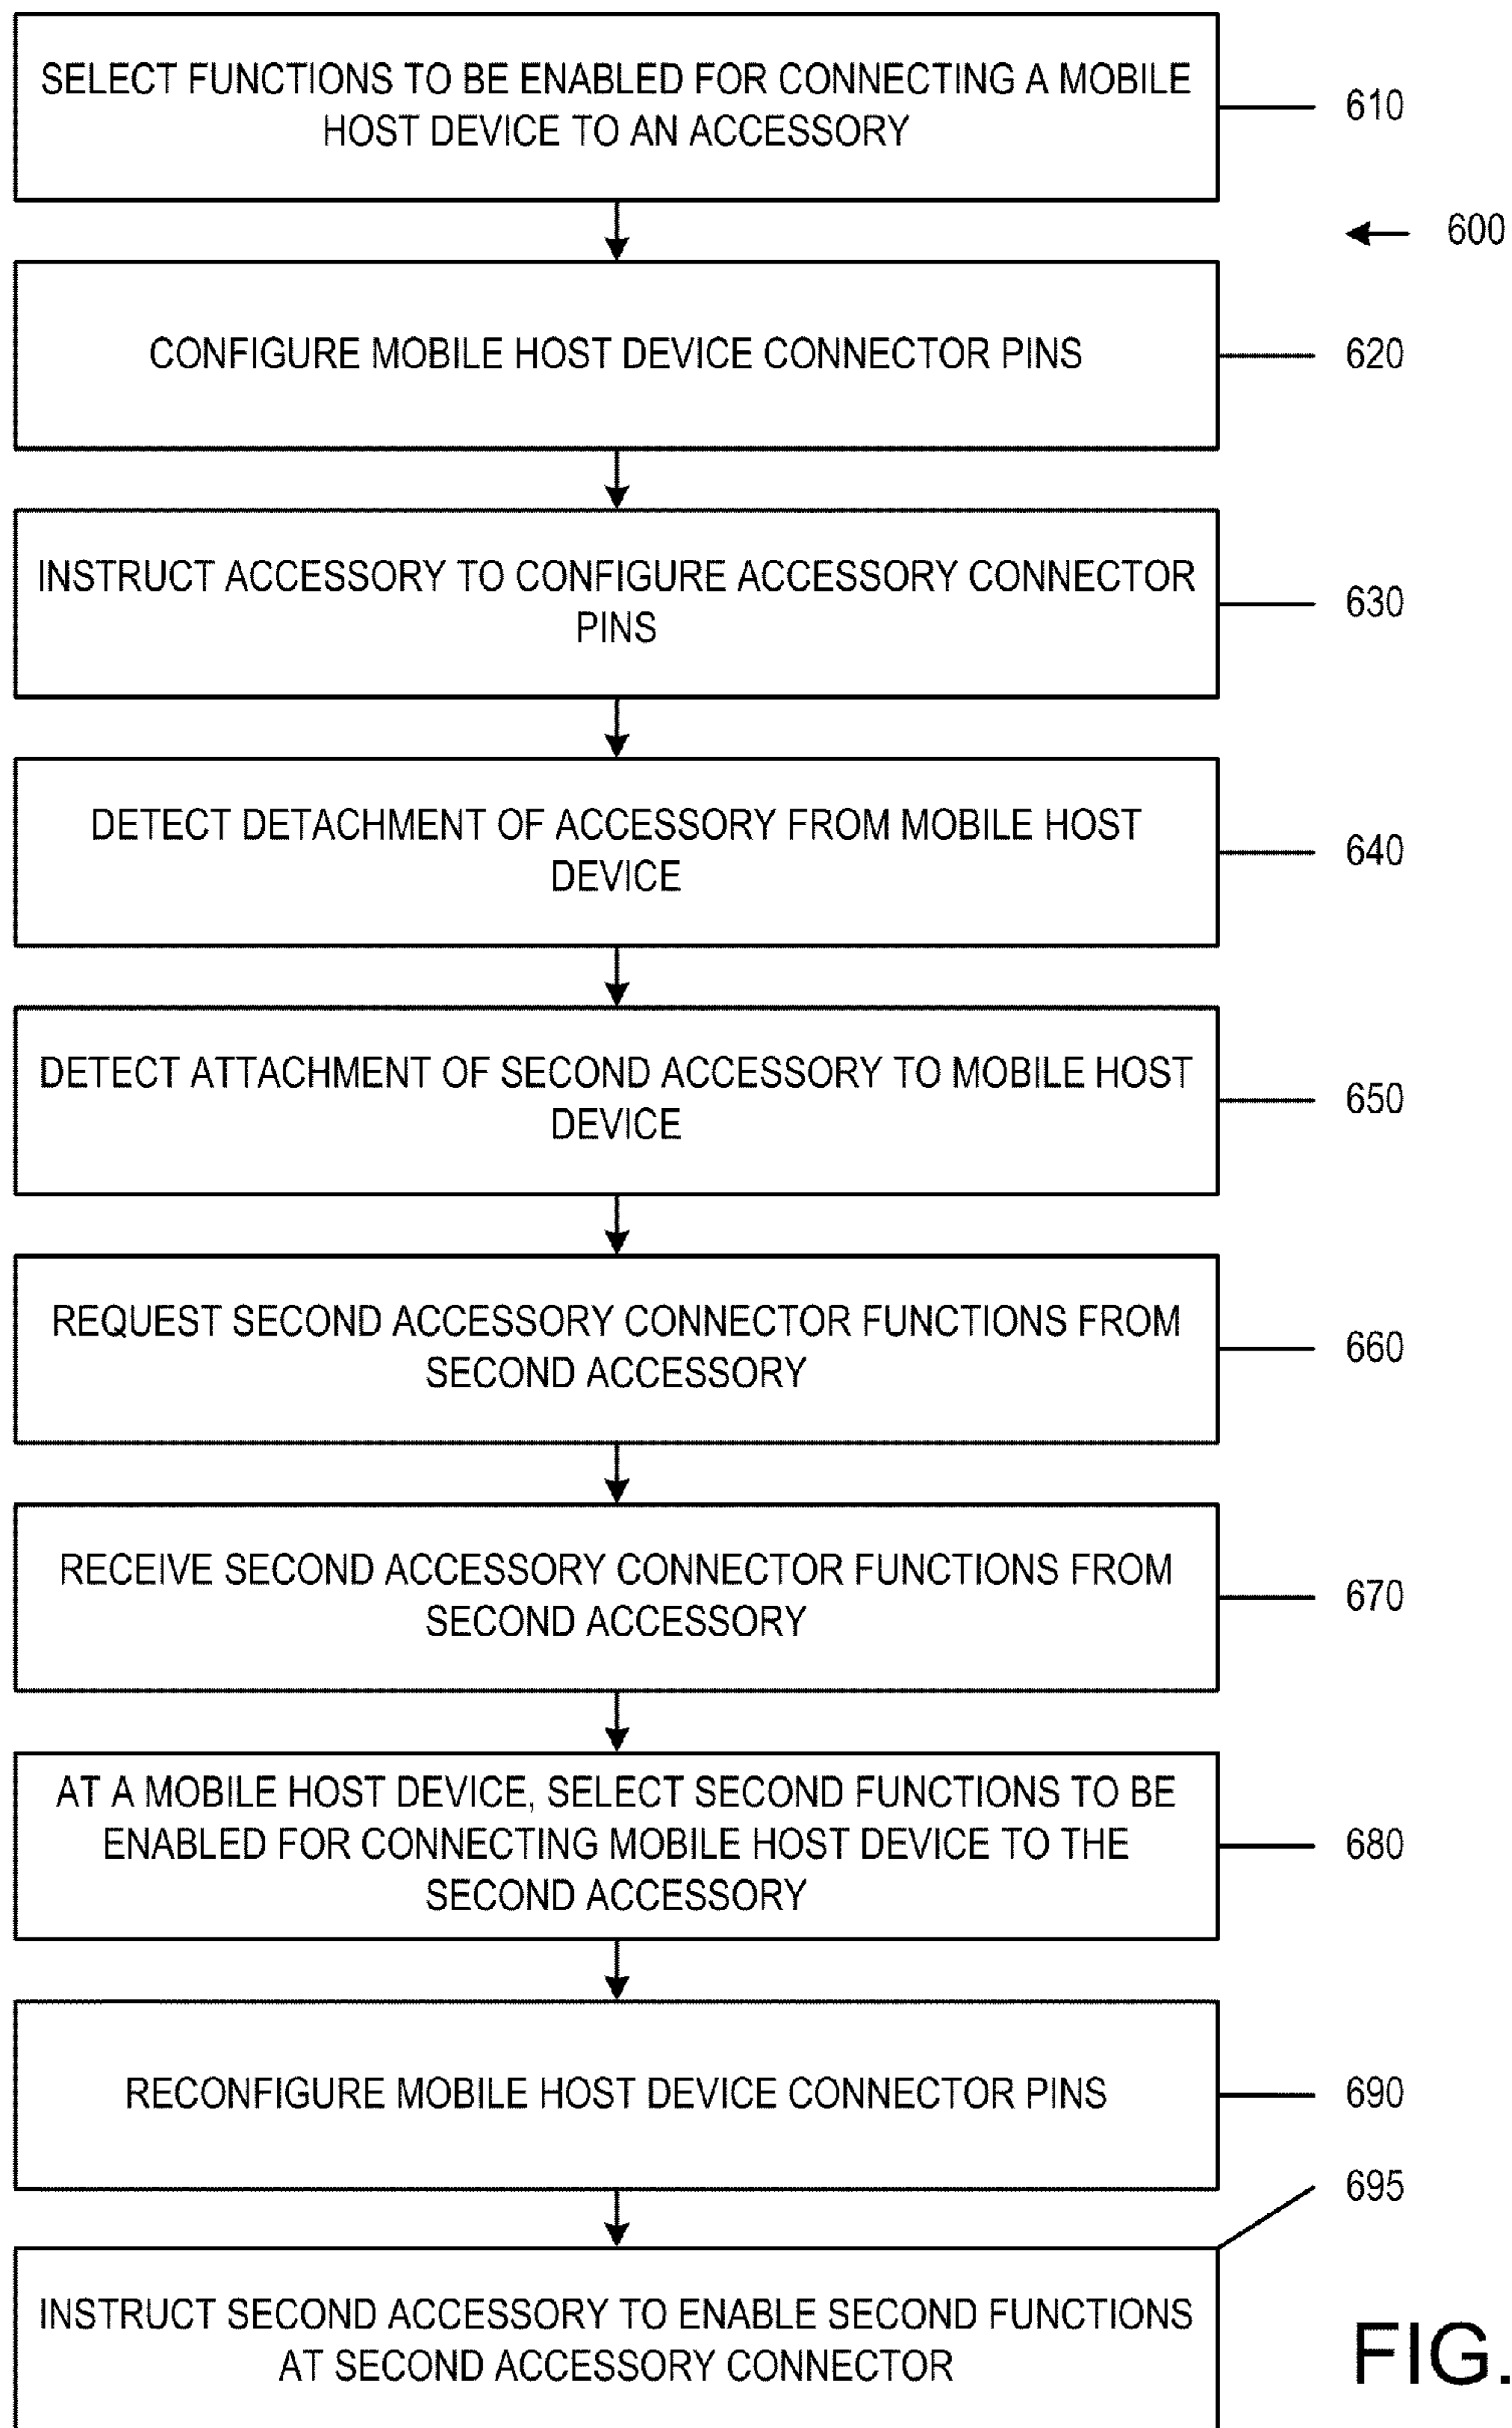 SELECT FUNCTIONS TO BE ENABLED FOR CONNECTING A MOBILE
HOST DEVICE TO AN ACCESSORY
610
600
CONFIGURE MOBILE HOST DEVICE CONNECTOR PINS
620
INSTRUCT ACCESSORY TO CONFIGURE ACCESSORY CONNECTOR
PINS
630
DETECT DETACHMENT OF ACCESSORY FROM MOBILE HOST
DEVICE
640
DETECT ATTACHMENT OF SECOND ACCESSORY TO MOBILE HOST
DEVICE
650
REQUEST SECOND ACCESSORY CONNECTOR FUNCTIONS FROM
SECOND ACCESSORY
660
RECEIVE SECOND ACCESSORY CONNECTOR FUNCTIONS FROM
SECOND ACCESSORY
670
AT A MOBILE HOST DEVICE, SELECT SECOND FUNCTIONS TO BE
ENABLED FOR CONNECTING MOBILE HOST DEVICE TO THE
SECOND ACCESSORY
680
RECONFIGURE MOBILE HOST DEVICE CONNECTOR PINS
690
695
INSTRUCT SECOND ACCESSORY TO ENABLE SECOND FUNCTIONS
AT SECOND ACCESSORY CONNECTOR
FIG.